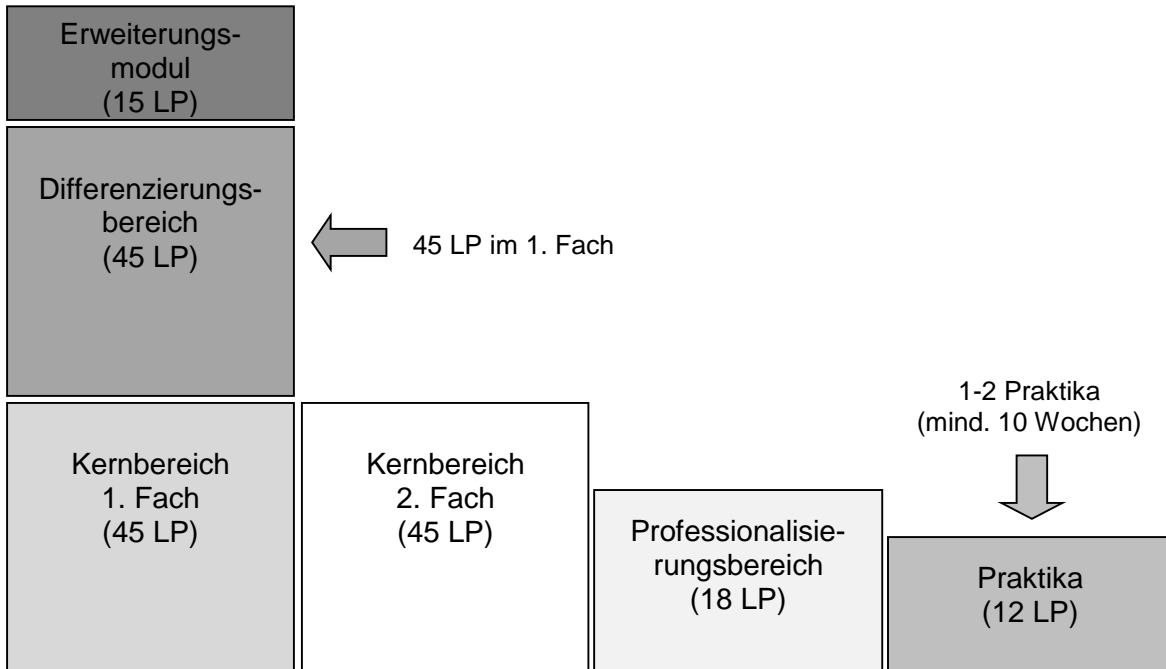 Erweiterungs-
modul
(15 LP)
Differenzierungs-
bereich
(45 LP)
45 LP im 1. Fach
1-2 Praktika
(mind. 10 Wochen)
Kernbereich
1. Fach
(45 LP)
Kernbereich
2. Fach
(45 LP)
Professionalisie-
rungsbereich
(18 LP)
Praktika
(12 LP)